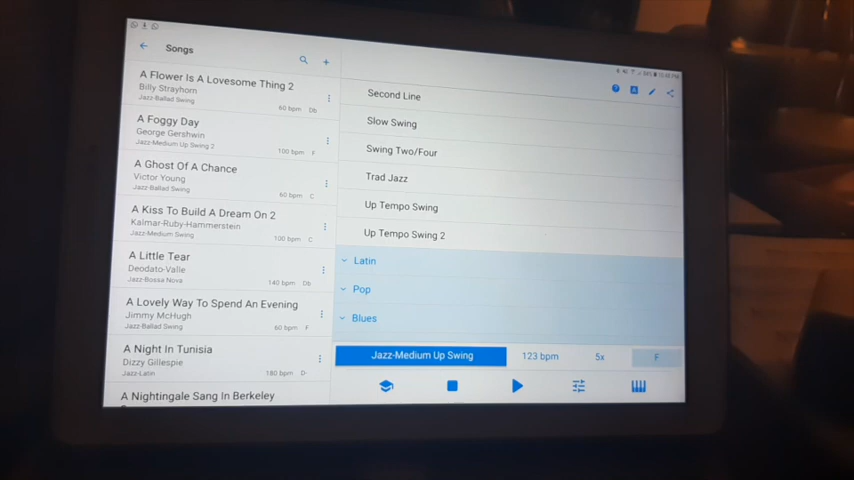 Songs
A Flower Is A Lovesome Thing 2
Billy Strayhorn
Jazz-Ballad Swing
60 bpm Db
A Foggy Day
George Gershwin
Jazz-Medium Up Swing 2
100 bpm F
A Ghost Of A Chance
Victor Young
Jazz-Ballad Swing
60 bpm C
A Kiss To Build A Dream On 2
Kalmar-Ruby-Hammerstein
Jazz-Medium Swing
100 bpm C
A Little Tear
Deodato-Valle
Jazz-Bossa Nova
140 bpm Db
A Lovely Way To Spend An Evening
Jimmy McHugh
Jazz-Ballad Swing
60 bpm F
A Night In Tunisia
Dizzy Gillespie
Jazz-Latin
180 bpm D-
A Nightingale Sang In Berkeley
Second Line
Slow Swing
Swing Two/Four
Trad Jazz
Up Tempo Swing
Up Tempo Swing 2
Latin
Pop
Blues
Jazz-Medium Up Swing
123 bpm
5x
F